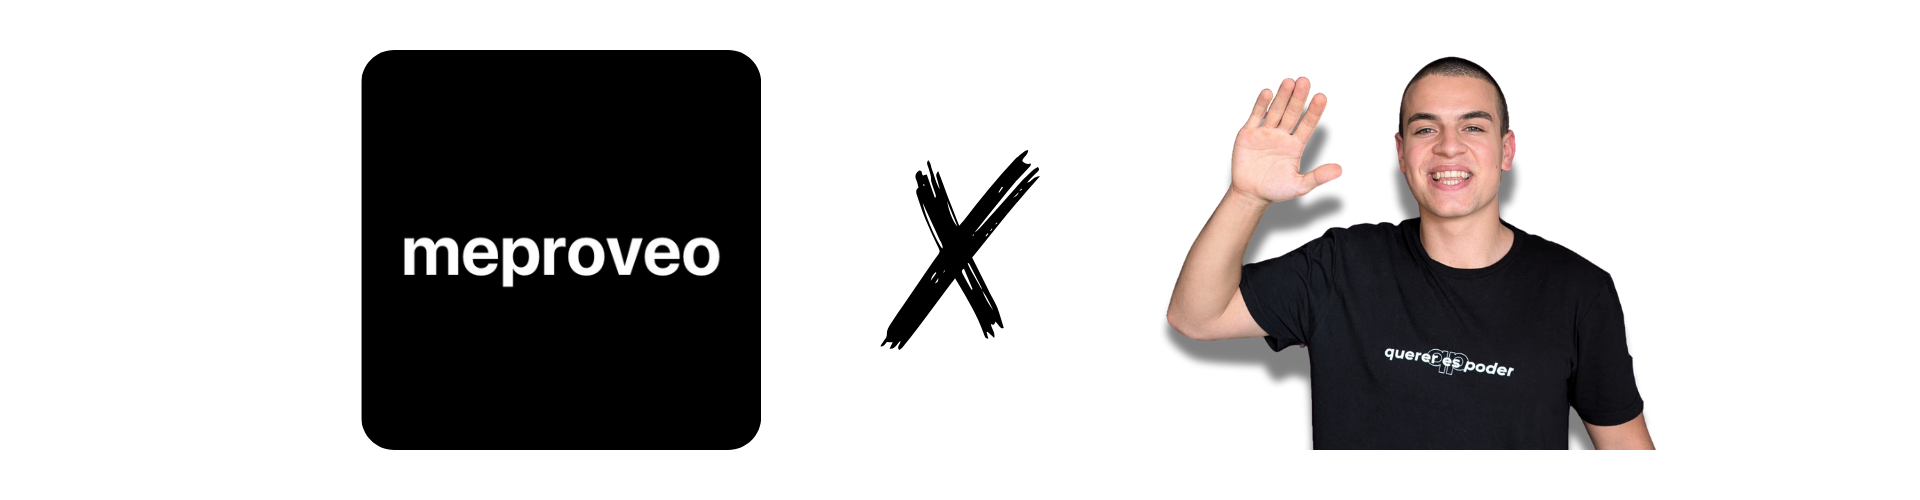 meproveo
X
querer es poder